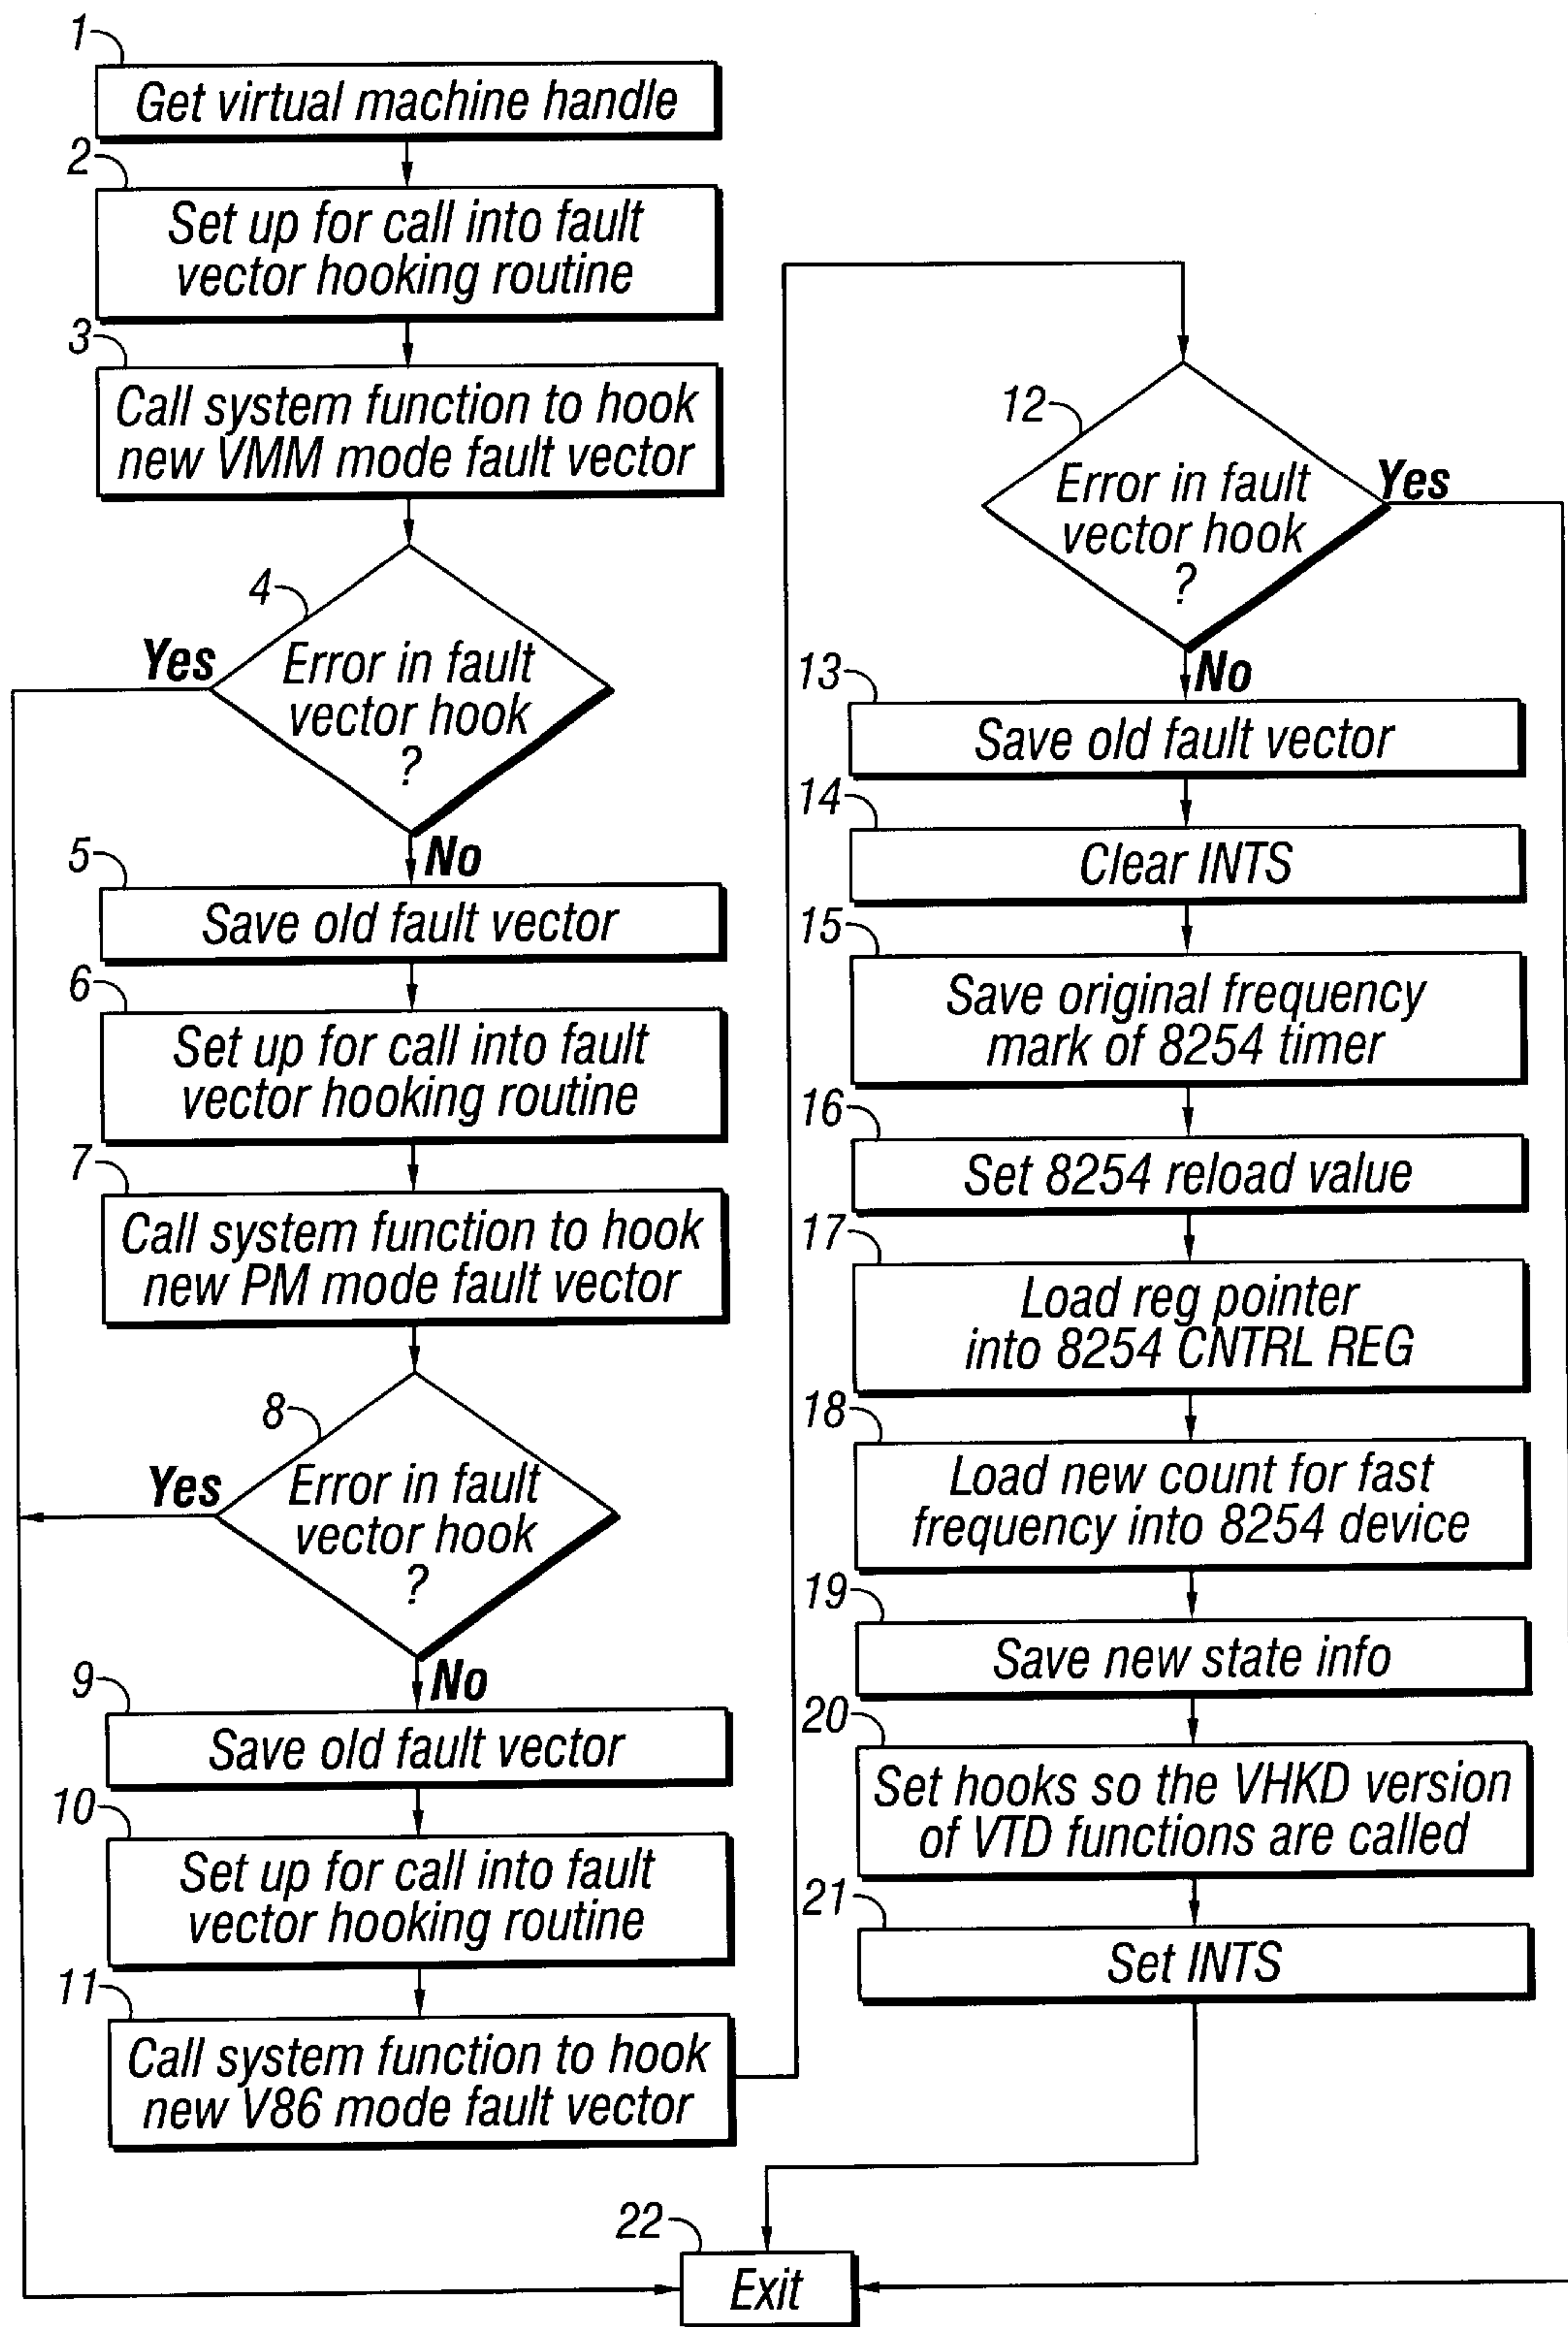 1
Get virtual machine handle
2
Set up for call into fault
vector hooking routine
3
Call system function to hook
new VMM mode fault vector
4
Error in fault
vector hook
?
Yes
No
5
Save old fault vector
6
Set up for call into fault
vector hooking routine
7
Call system function to hook
new PM mode fault vector
8
Error in fault
vector hook
?
Yes
No
9
Save old fault vector
10
Set up for call into fault
vector hooking routine
11
Call system function to hook
new V86 mode fault vector
12
Error in fault
vector hook
?
Yes
No
13
Save old fault vector
14
Clear INTS
15
Save original frequency
mark of 8254 timer
16
Set 8254 reload value
17
Load reg pointer
into 8254 CNTRL REG
18
Load new count for fast
frequency into 8254 device
19
Save new state info
20
Set hooks so the VHKD version
of VTD functions are called
21
Set INTS
22
Exit